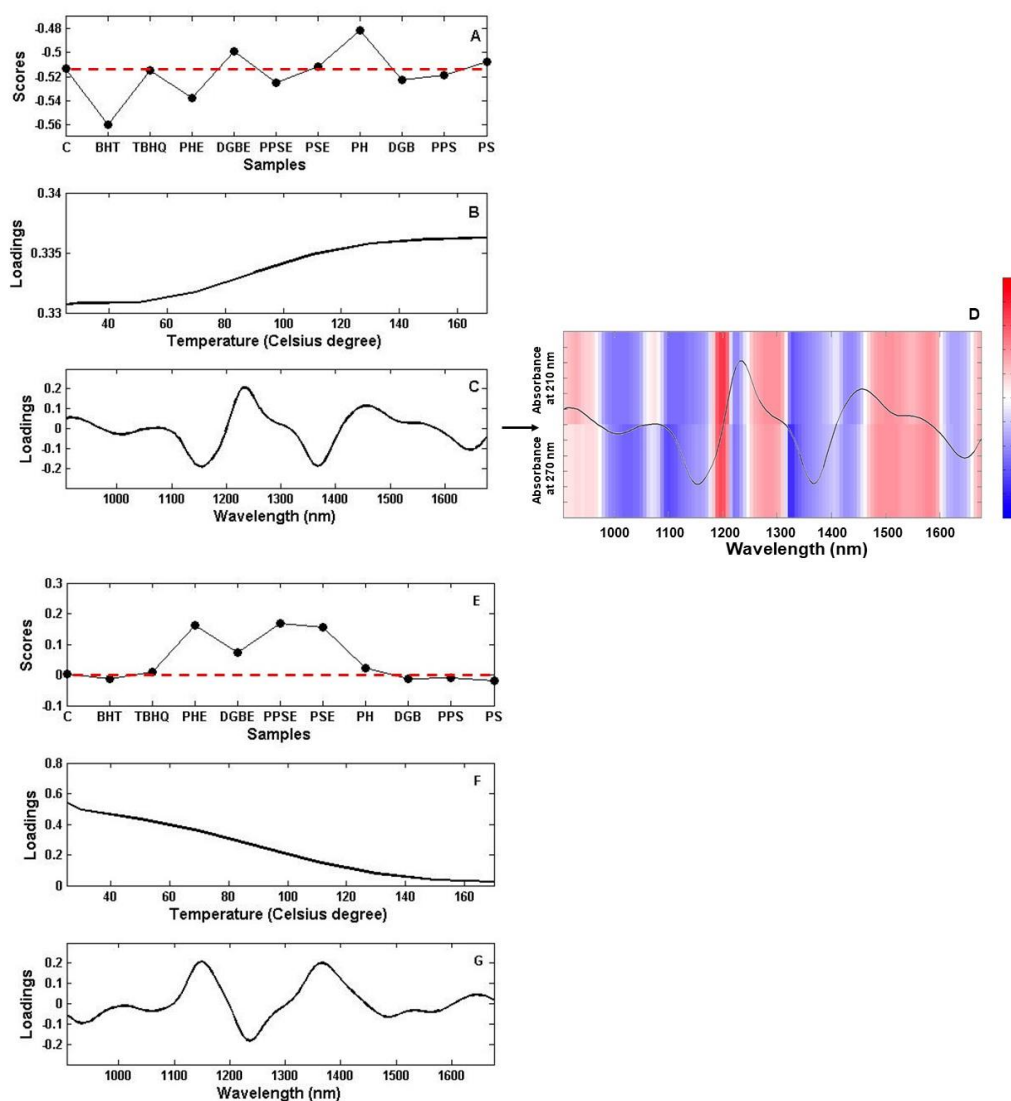 A
-0.48
-0.5
-0.52
-0.54
-0.56
Scores
C BHT TBHQ PHE DGBE PPSE PSE PH DGB PPS PS
Samples
B
0.34
0.335
0.33
Loadings
40 60 80 100 120 140 160
Temperature (Celsius degree)
C
0.2
0.1
0
-0.1
-0.2
Loadings
1000 1100 1200 1300 1400 1500 1600
Wavelength (nm)
D
Absorbance
at 210 nm
Absorbance
at 270 nm
1000 1100 1200 1300 1400 1500 1600
Wavelength (nm)
E
0.3
0.2
0.1
0
-0.1
Scores
C BHT TBHQ PHE DGBE PPSE PSE PH DGB PPS PS
Samples
F
0.8
0.6
0.4
0.2
0
Loadings
40 60 80 100 120 140 160
Temperature (Celsius degree)
G
0.2
0.1
0
-0.1
-0.2
Loadings
1000 1100 1200 1300 1400 1500 1600
Wavelength (nm)